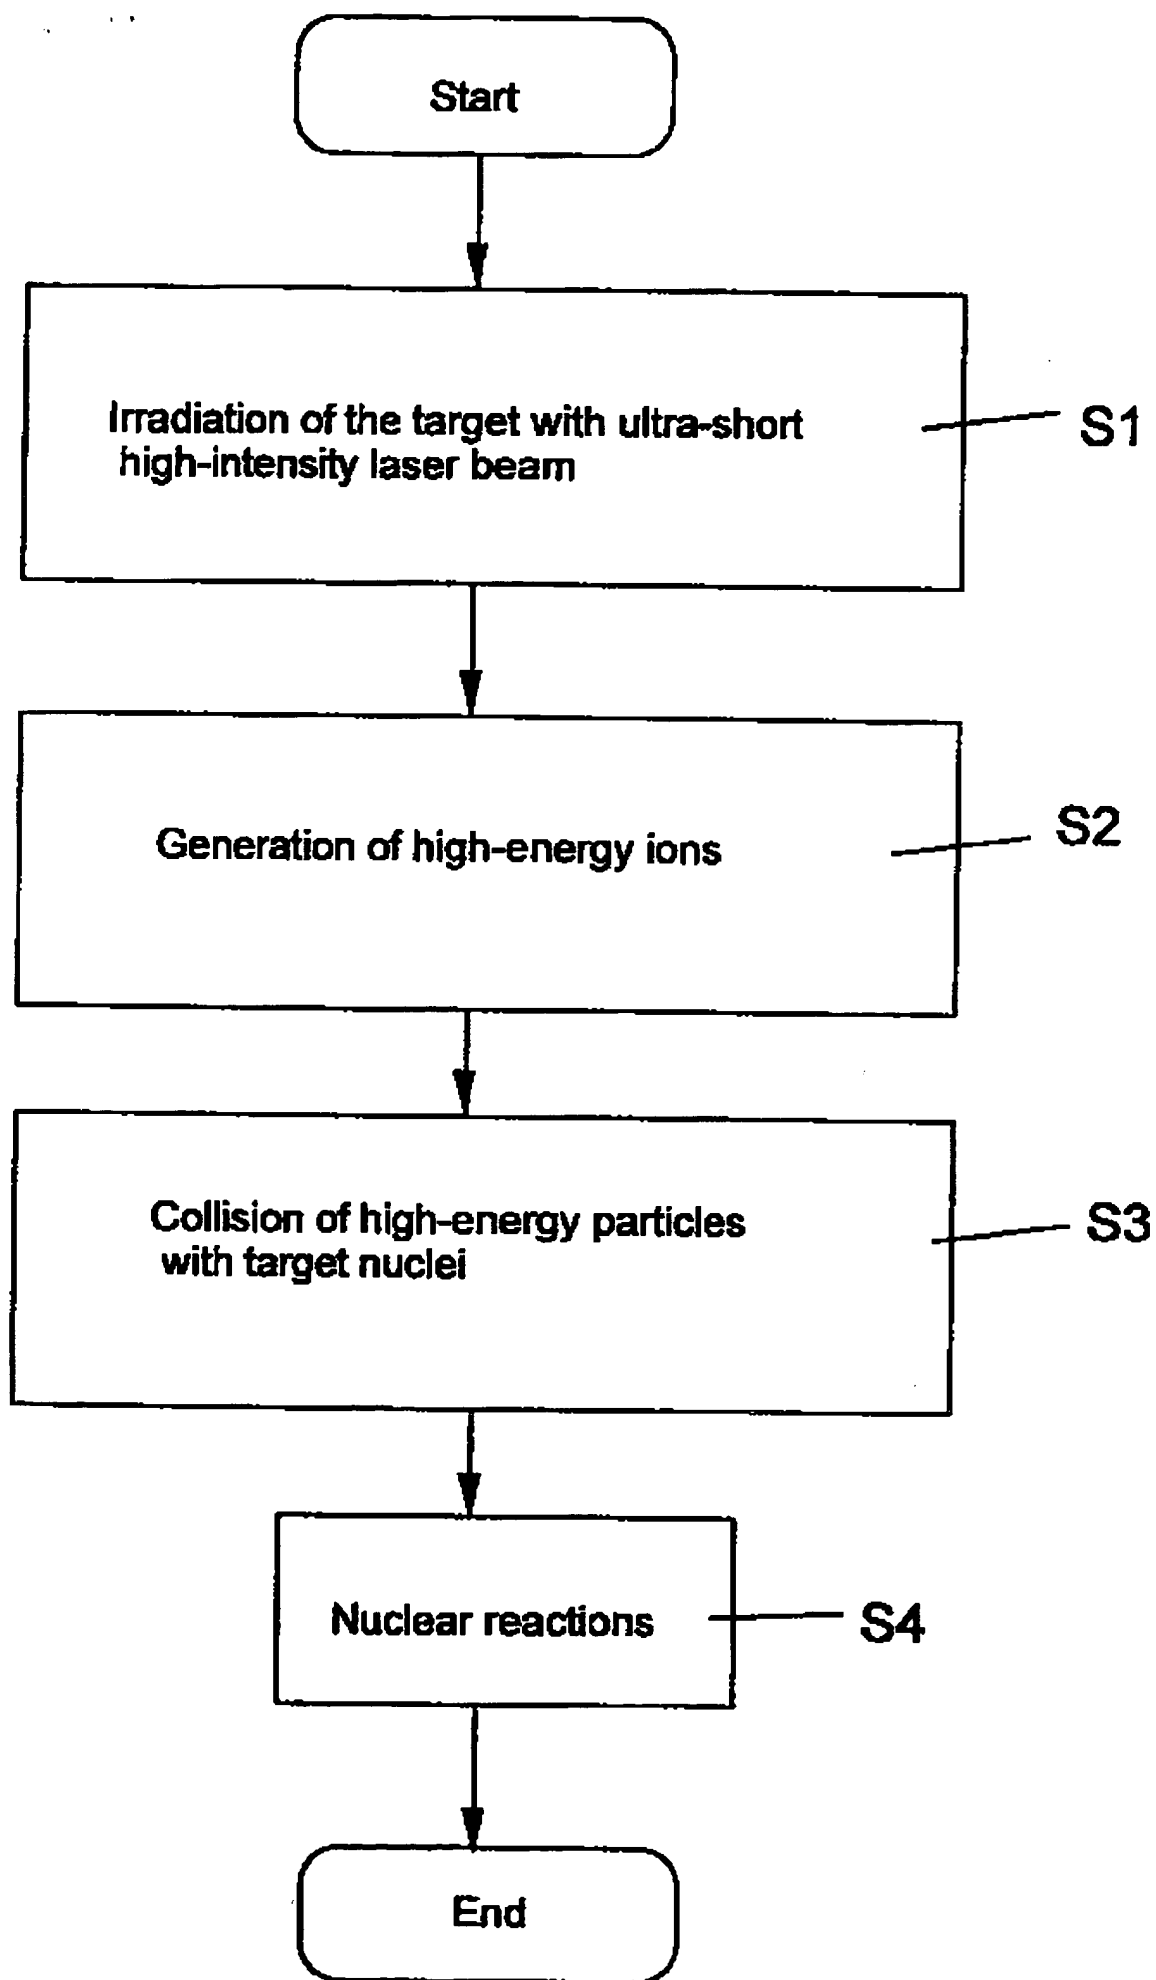 Start
Irradiation of the target with ultra-short
high-intensity laser beam
S1
Generation of high-energy ions
S2
Collision of high-energy particles
with target nuclei
S3
Nuclear reactions
S4
End